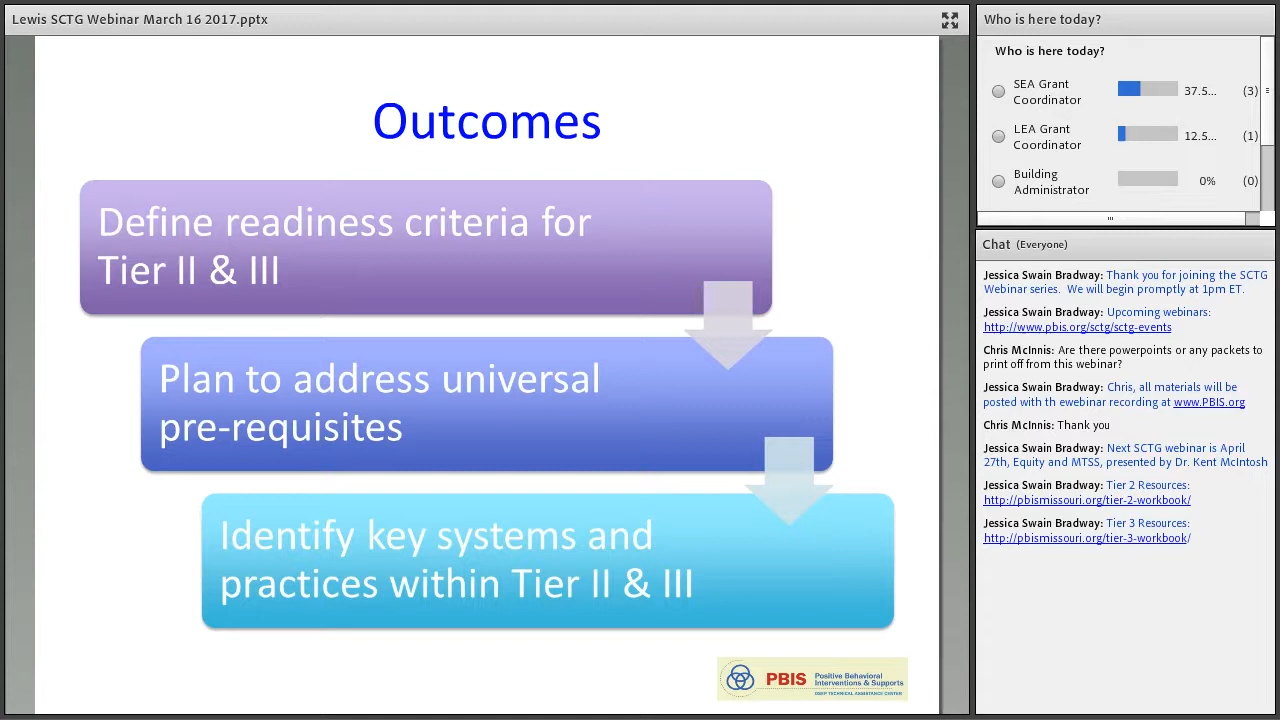 Lewis SCTG Webinar March 16 2017.pptx
Outcomes
Define readiness criteria for
Tier II & III
Plan to address universal
pre-requisites
Identify key systems and
practices within Tier II & III
PBIS
Positive Behavioral
Interventions & Supports
OSEP TECHNICAL ASSISTANCE CENTER
Who is here today?
Who is here today?
SEA Grant
Coordinator
37.5... (3)
LEA Grant
Coordinator
12.5... (1)
Building
Administrator
0% (0)
Chat (Everyone)
Jessica Swain Bradway: Thank you for joining the SCTG
Webinar series. We will begin promptly at 1pm ET.
Jessica Swain Bradway: Upcoming webinars:
http://www.pbis.org/sctg/sctg-events
Chris McInnis: Are there powerpoints or any packets to
print off from this webinar?
Jessica Swain Bradway: Chris, all materials will be
posted with th ewebinar recording at www.PBIS.org
Chris McInnis: Thank you
Jessica Swain Bradway: Next SCTG webinar is April
27th, Equity and MTSS, presented by Dr. Kent McIntosh
Jessica Swain Bradway: Tier 2 Resources:
http://pbismissouri.org/tier-2-workbook/
Jessica Swain Bradway: Tier 3 Resources:
http://pbismissouri.org/tier-3-workbook/